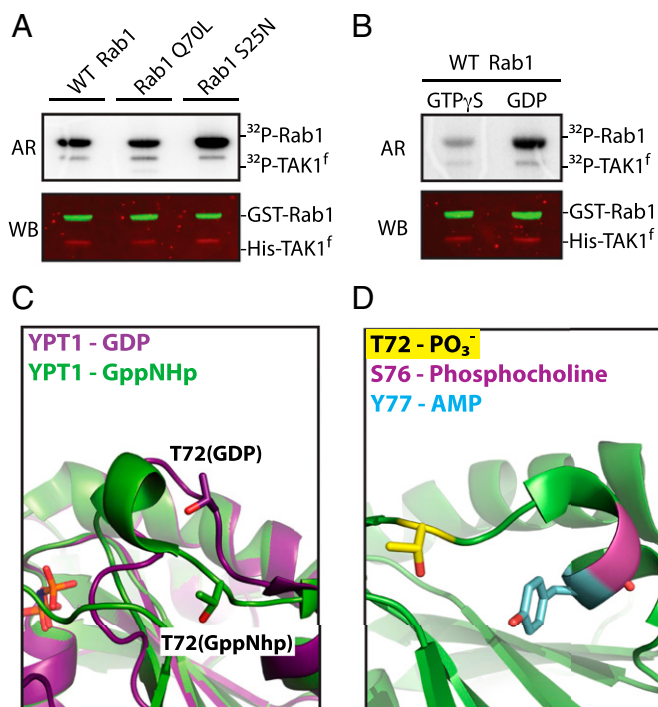 A
WT Rab1
Rab1 Q70L
Rab1 S25N
AR
³²P-Rab1
³²P-TAK1ᶠ
WB
GST-Rab1
His-TAK1ᶠ
B
WT Rab1
GTPγS GDP
AR
³²P-Rab1
³²P-TAK1ᶠ
WB
GST-Rab1
His-TAK1ᶠ
C
YPT1 - GDP
YPT1 - GppNHp
T72(GDP)
T72(GppNhp)
D
T72 - PO₃⁻
S76 - Phosphocholine
Y77 - AMP